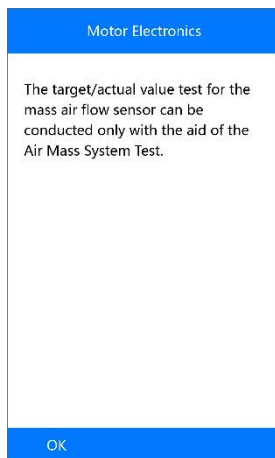 Motor Electronics
The target/actual value test for the
mass air flow sensor can be
conducted only with the aid of the
Air Mass System Test.
OK